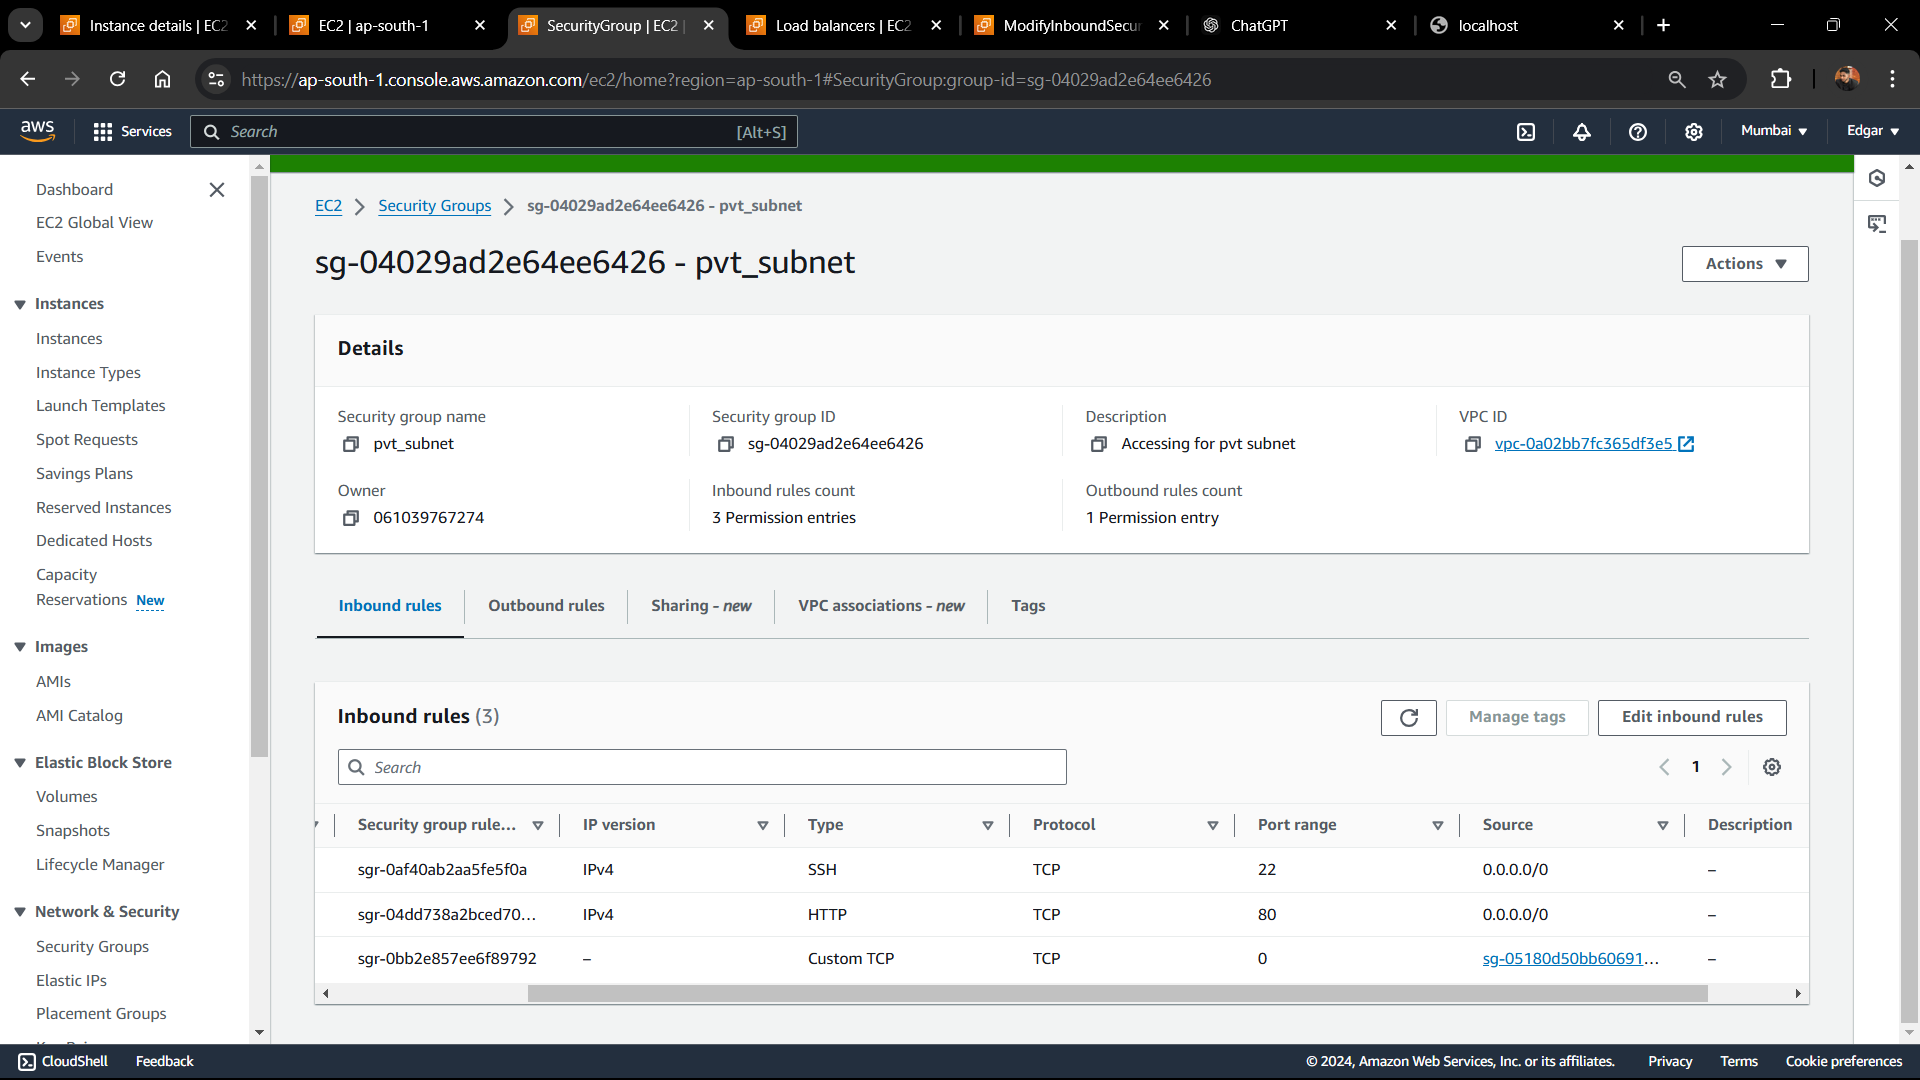 Instance details | EC2
EC2 | ap-south-1
SecurityGroup | EC2 |
Load balancers | EC2
ModifyInboundSecur
ChatGPT
localhost
https://ap-south-1.console.aws.amazon.com/ec2/home?region=ap-south-1#SecurityGroup:group-id=sg-04029ad2e64ee6426
aws
Services
Search
[Alt+S]
Mumbai
Edgar
Dashboard
EC2 Global View
Events
Instances
Instances
Instance Types
Launch Templates
Spot Requests
Savings Plans
Reserved Instances
Dedicated Hosts
Capacity
Reservations New
Images
AMIs
AMI Catalog
Elastic Block Store
Volumes
Snapshots
Lifecycle Manager
Network & Security
Security Groups
Elastic IPs
Placement Groups
EC2 > Security Groups > sg-04029ad2e64ee6426 - pvt_subnet
sg-04029ad2e64ee6426 - pvt_subnet
Actions
Details
Security group name
pvt_subnet
Security group ID
sg-04029ad2e64ee6426
Description
Accessing for pvt subnet
VPC ID
vpc-0a02bb7fc365df3e5
Owner
061039767274
Inbound rules count
3 Permission entries
Outbound rules count
1 Permission entry
Inbound rules
Outbound rules
Sharing - new
VPC associations - new
Tags
Inbound rules (3)
Manage tags
Edit inbound rules
Search
1
Security group rule... IP version Type Protocol Port range Source Description
sgr-0af40ab2aa5fe5f0a IPv4 SSH TCP 22 0.0.0.0/0 –
sgr-04dd738a2bced70... IPv4 HTTP TCP 80 0.0.0.0/0 –
sgr-0bb2e857ee6f89792 – Custom TCP TCP 0 sg-05180d50bb60691... –
CloudShell
Feedback
© 2024, Amazon Web Services, Inc. or its affiliates.
Privacy
Terms
Cookie preferences